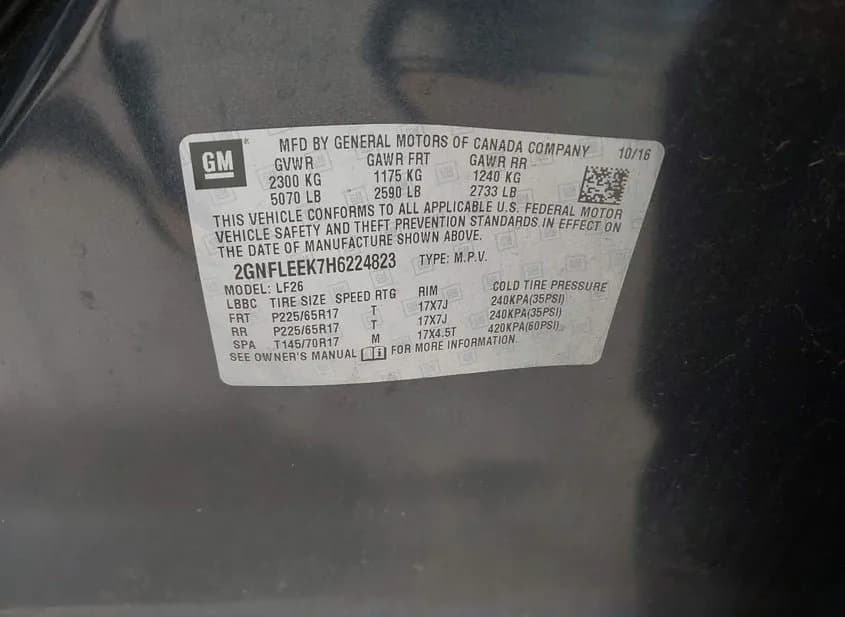 GM
MFD BY GENERAL MOTORS OF CANADA COMPANY 10/16
GVWR GAWR FRT GAWR RR
2300 KG 1175 KG 1240 KG
5070 LB 2590 LB 2733 LB
THIS VEHICLE CONFORMS TO ALL APPLICABLE U.S. FEDERAL MOTOR
VEHICLE SAFETY AND THEFT PREVENTION STANDARDS IN EFFECT ON
THE DATE OF MANUFACTURE SHOWN ABOVE.
2GNFLEEK7H6224823 TYPE: M.P.V.
MODEL: LF26
LBBC TIRE SIZE SPEED RTG RIM COLD TIRE PRESSURE
FRT P225/65R17 T 17X7J 240KPA(35PSI)
RR P225/65R17 T 17X7J 240KPA(35PSI)
SPA T145/70R17 M 17X4.5T 420KPA(60PSI)
SEE OWNER'S MANUAL FOR MORE INFORMATION.